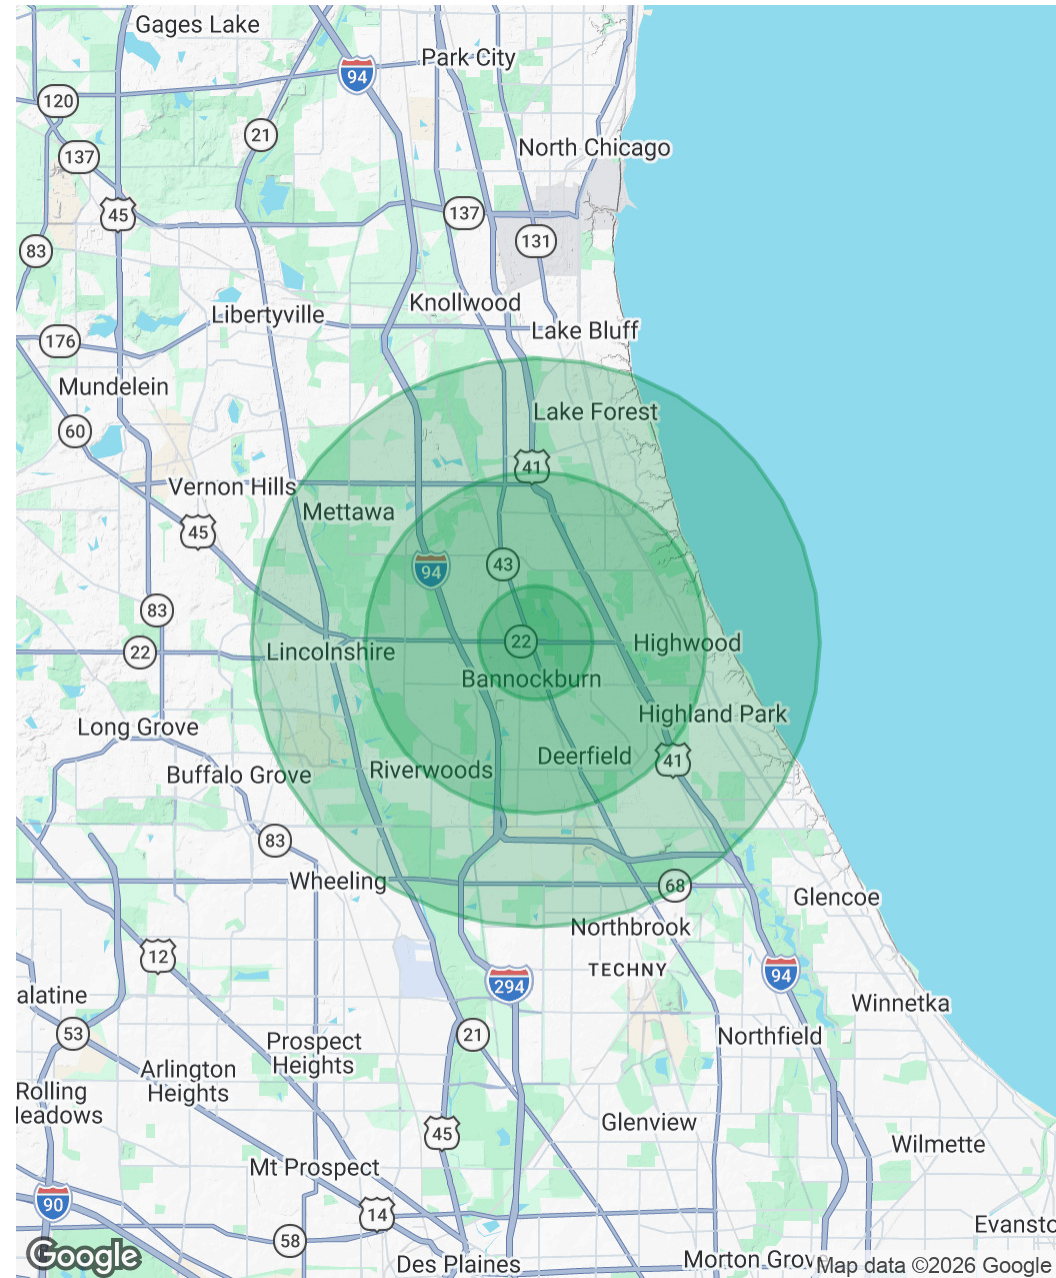 Gages Lake
Park City
94
120
21
137
North Chicago
45
137
131
83
Knollwood
Libertyville
Lake Bluff
176
Mundelein
Lake Forest
60
41
Vernon Hills
Mettawa
45
43
94
83
22
22
Highwood
Lincolnshire
Bannockburn
Highland Park
Long Grove
Deerfield
41
Riverwoods
Buffalo Grove
83
Wheeling
68
Glencoe
Northbrook
12
TECHNY
94
294
alatine
Winnetka
53
21
Northfield
Prospect
Heights
Arlington
Heights
Rolling
Meadows
Glenview
45
Wilmette
Mt Prospect
90
14
Evansto
58
Google
Des Plaines
Morton Grov
Map data ©2026 Google